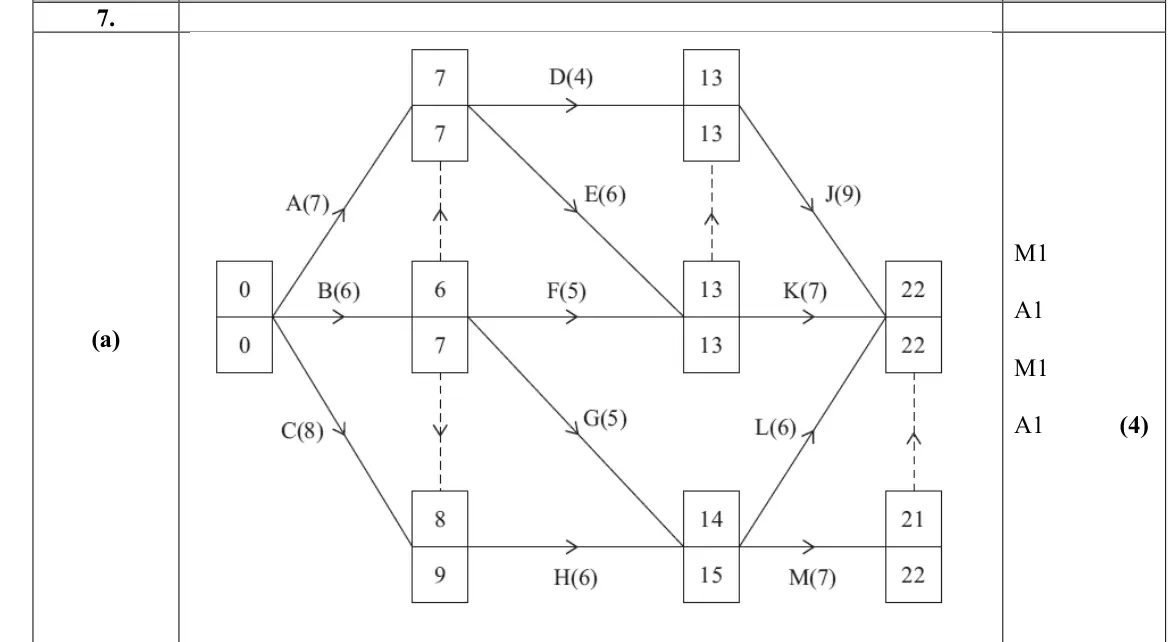 7.
7 D(4) 13
7 13
A(7) E(6) J(9)
0 B(6) 6 F(5) 13 K(7) 22
0 7 13 22
(a)
C(8) G(5) L(6)
8 14 21
9 H(6) 15 M(7) 22
M1
A1
M1
A1 (4)